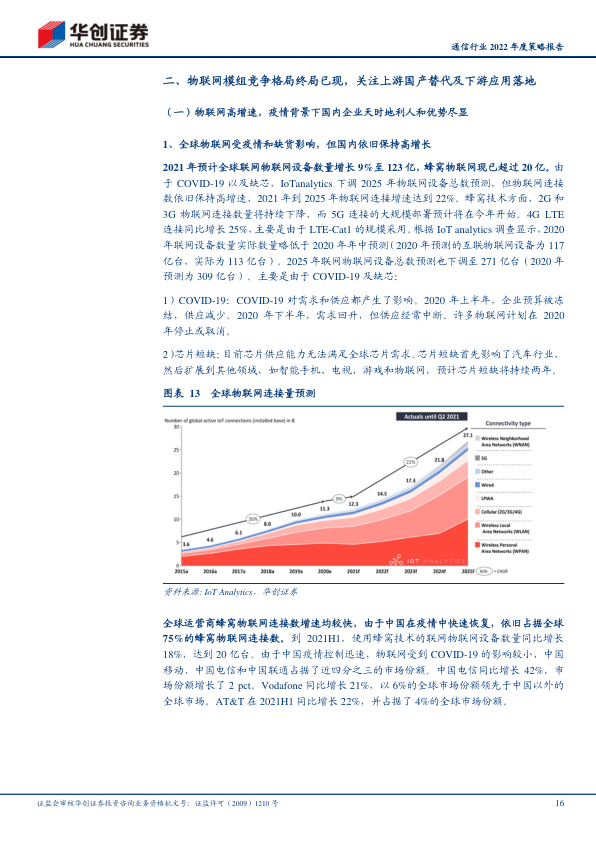 华创证券
HUA CHUANG SECURITIES
通信行业 2022 年度策略报告
二、物联网模组竞争格局终局已现，关注上游国产替代及下游应用落地
（一）物联网高增速，疫情背景下国内企业天时地利人和优势尽显
1、全球物联网受疫情和缺货影响，但国内依旧保持高增长
2021 年预计全球联网物联网设备数量增长 9%至 123 亿，蜂窝物联网现已超过 20 亿。由
于 COVID-19 以及缺芯，IoTanalytics 下调 2025 年物联网设备总数预测，但物联网连接
数依旧保持高增速，2021 年到 2025 年物联网连接增速达到 22%。蜂窝技术方面，2G 和
3G 物联网连接数量将持续下降，而 5G 连接的大规模部署预计将在今年开始。4G LTE
连接同比增长 25%，主要是由于 LTE-Cat1 的规模采用。根据 IoT analytics 调查显示，2020
年联网设备数量实际数量略低于 2020 年年中预测（2020 年预测的互联物联网设备为 117
亿台，实际为 113 亿台）。2025 年联网物联网设备总数预测也下调至 271 亿台（2020 年
预测为 309 亿台）。主要是由于 COVID-19 及缺芯：
1）COVID-19：COVID-19 对需求和供应都产生了影响。2020 年上半年，企业预算被冻
结，供应减少。2020 年下半年，需求回升，但供应经常中断。许多物联网计划在 2020
年停止或取消。
2）芯片短缺：目前芯片供应能力无法满足全球芯片需求。芯片短缺首先影响了汽车行业，
然后扩展到其他领域，如智能手机、电视，游戏和物联网，预计芯片短缺将持续两年。
图表 13 全球物联网连接量预测
Actuals until Q2 2021
Number of global active IoT connections (installed base) in B
Connectivity type
30
25
20
15
10
5
0
3.6
4.6
6.1
8.0
10.0
11.3
12.3
14.5
17.3
21.8
27.1
26%
9%
22%
Wireless Neighborhood
Area Networks (WNAN)
5G
Other
Wired
LPWA
Cellular (2G/3G/4G)
Wireless Local
Area Networks (WLAN)
Wireless Personal
Area Networks (WPAN)
IOT ANALYTICS
2015a 2016a 2017a 2018a 2019a 2020a 2021f 2022f 2023f 2024f 2025f
= CAGR
资料来源: IoT Analytics，华创证券
全球运营商蜂窝物联网连接数增速均较快，由于中国在疫情中快速恢复，依旧占据全球
75%的蜂窝物联网连接数。到 2021H1，使用蜂窝技术的联网物联网设备数量同比增长
18%，达到 20 亿台。由于中国疫情控制迅速，物联网受到 COVID-19 的影响较小，中国
移动，中国电信和中国联通占据了近四分之三的市场份额。中国电信同比增长 42%，市
场份额增长了 2 pct。Vodafone 同比增长 21%，以 6%的全球市场份额领先于中国以外的
全球市场。AT&T 在 2021H1 同比增长 22%，并占据了 4%的全球市场份额。
证监会审核华创证券投资咨询业务资格批文号：证监许可（2009）1210 号
16